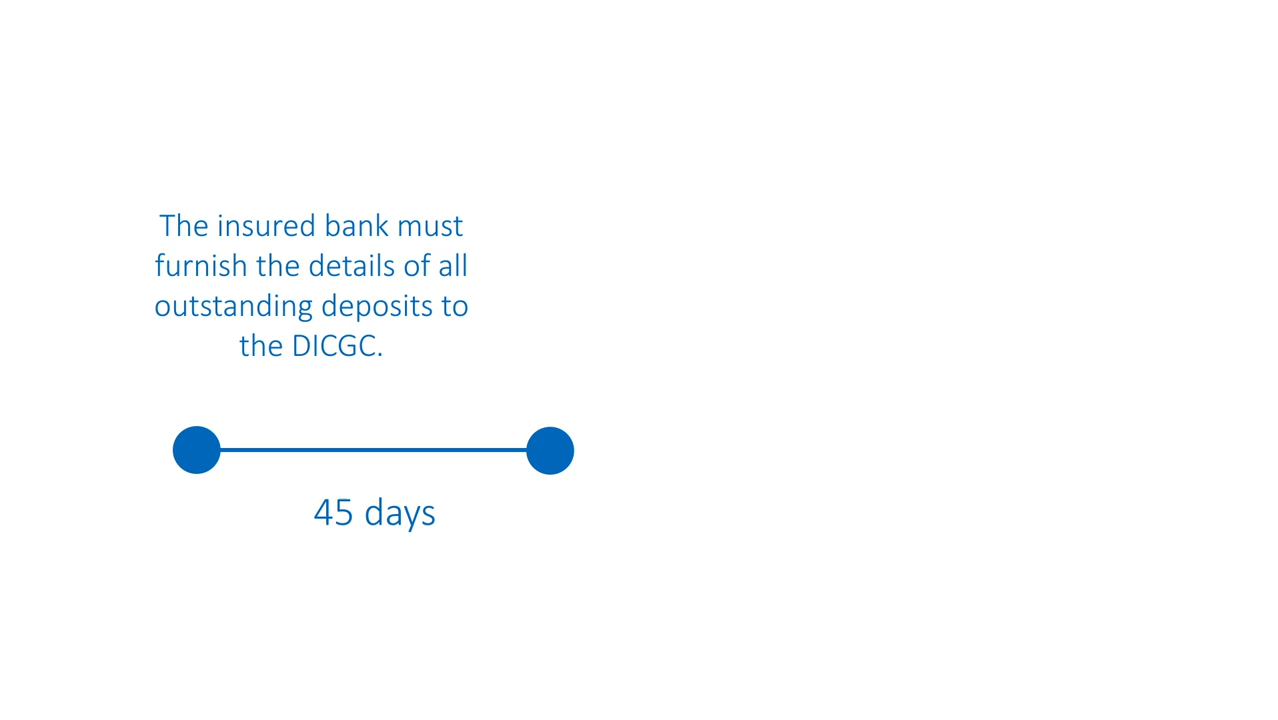 The insured bank must
furnish the details of all
outstanding deposits to
the DICGC.
45 days